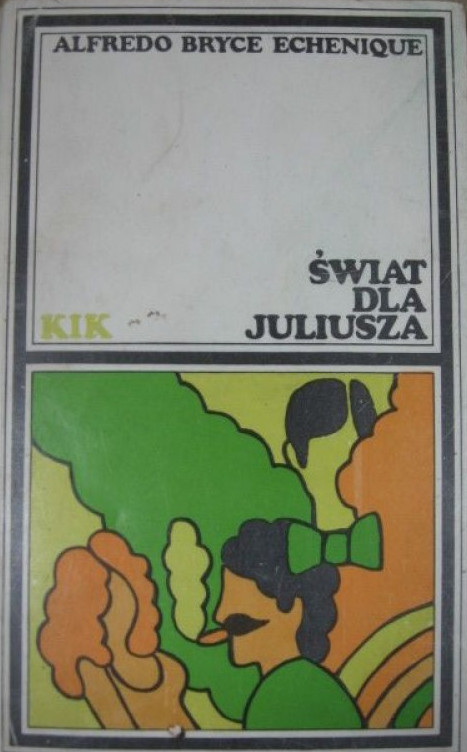 ALFREDO BRYCE ECHENIQUE
ŚWIAT
DLA
KIK JULIUSZA